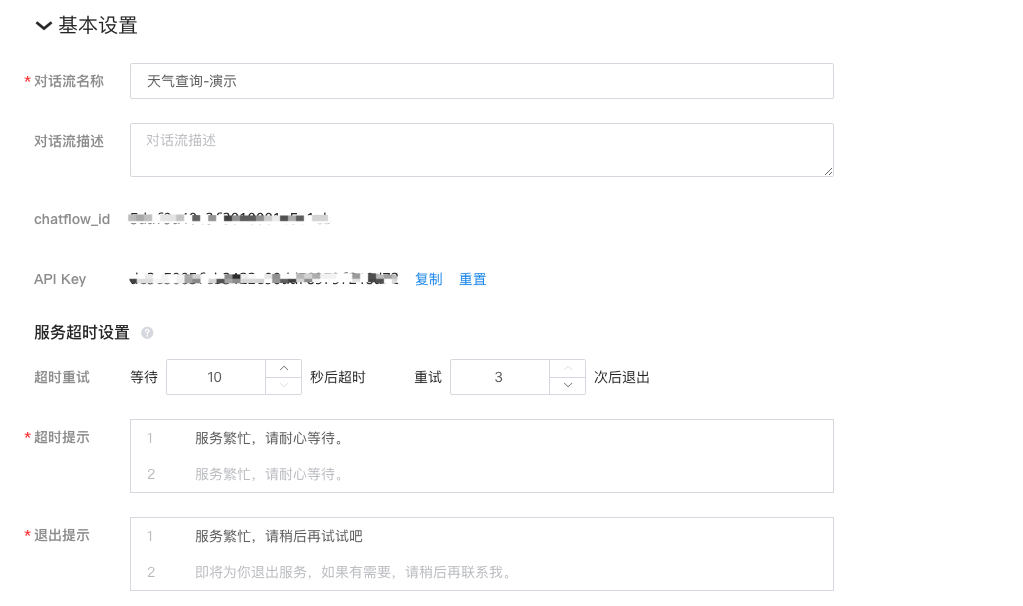 基本设置
* 对话流名称 天气查询-演示
对话流描述 对话流描述
chatflow_id
API Key 复制 重置
服务超时设置 ?
超时重试 等待 10 秒后超时 重试 3 次后退出
* 超时提示 1 服务繁忙，请耐心等待。
2 服务繁忙，请耐心等待。
* 退出提示 1 服务繁忙，请稍后再试试吧
2 即将为你退出服务，如果有需要，请稍后再联系我。